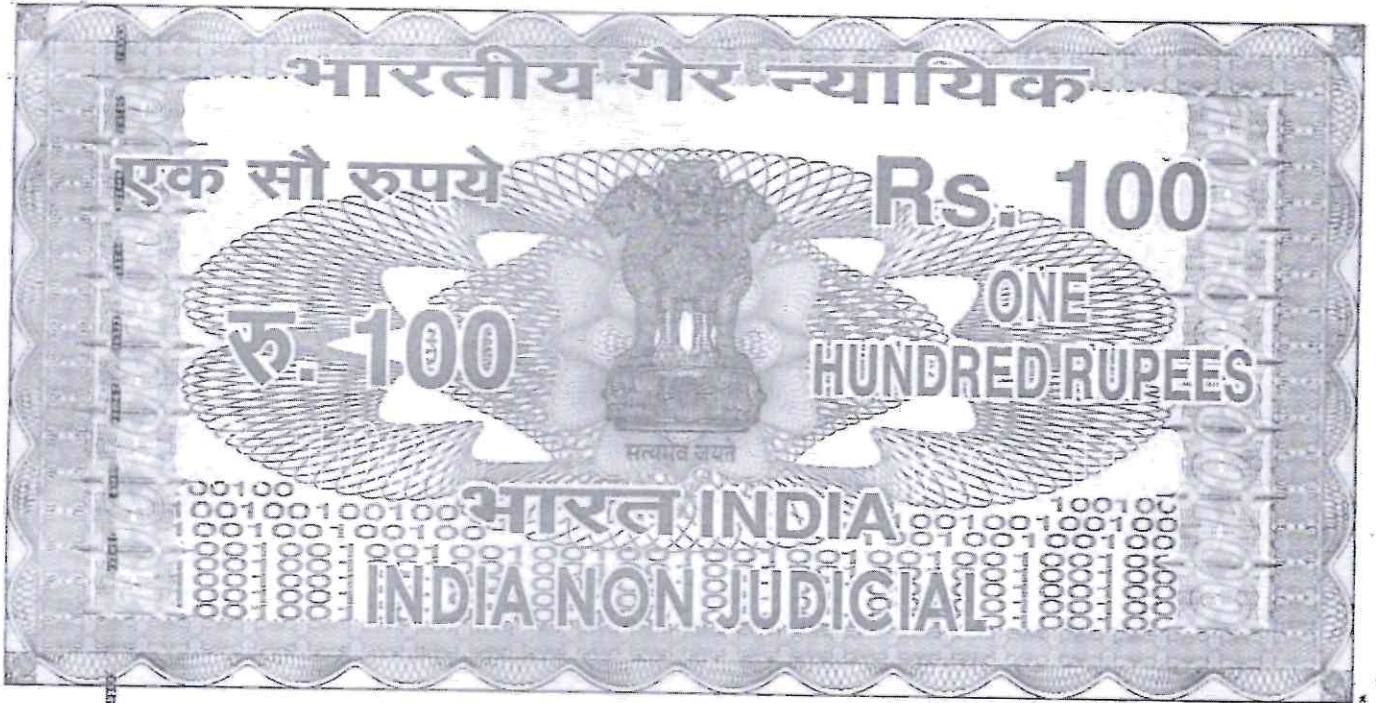 भारतीय गैर न्यायिक
एक सौ रुपये
Rs. 100
रु. 100
ONE
HUNDRED RUPEES
सत्यमेव जयते
भारत INDIA
INDIA NON JUDICIAL